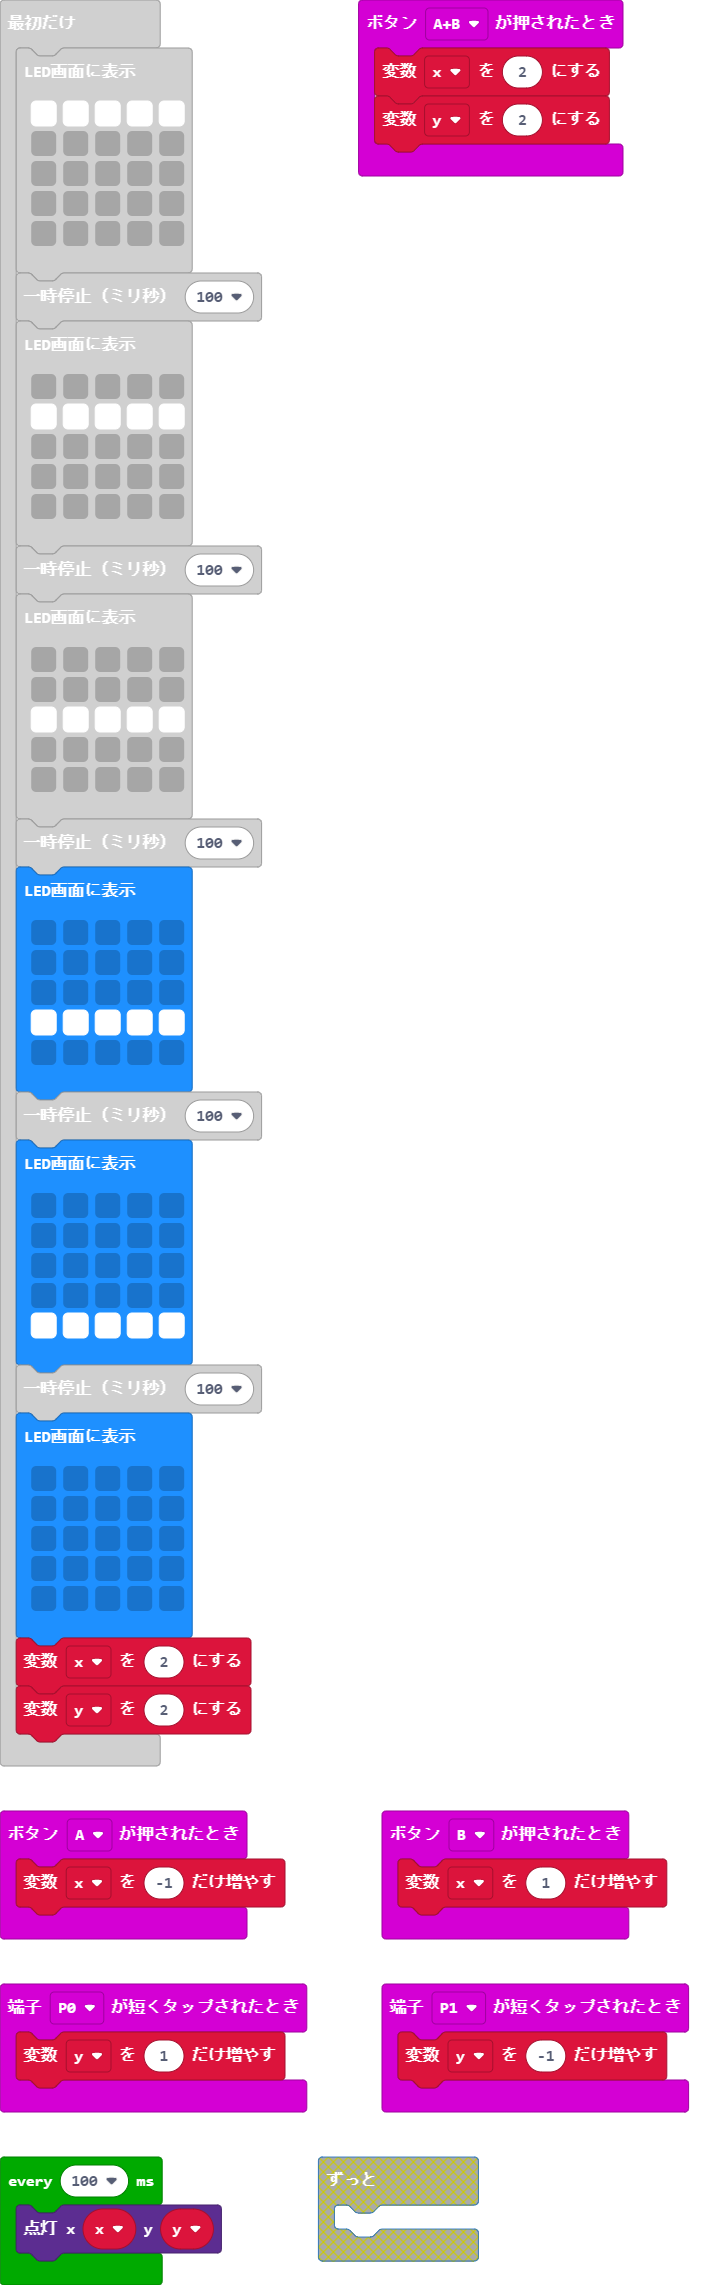 最初だけ
LED画面に表示
一時停止（ミリ秒） 100
LED画面に表示
一時停止（ミリ秒） 100
LED画面に表示
一時停止（ミリ秒） 100
LED画面に表示
一時停止（ミリ秒） 100
LED画面に表示
一時停止（ミリ秒） 100
LED画面に表示
変数 x を 2 にする
変数 y を 2 にする
ボタン A+B が押されたとき
変数 x を 2 にする
変数 y を 2 にする
ボタン A が押されたとき
変数 x を -1 だけ増やす
ボタン B が押されたとき
変数 x を 1 だけ増やす
端子 P0 が短くタップされたとき
変数 y を 1 だけ増やす
端子 P1 が短くタップされたとき
変数 y を -1 だけ増やす
every 100 ms
点灯 x x y y
ずっと